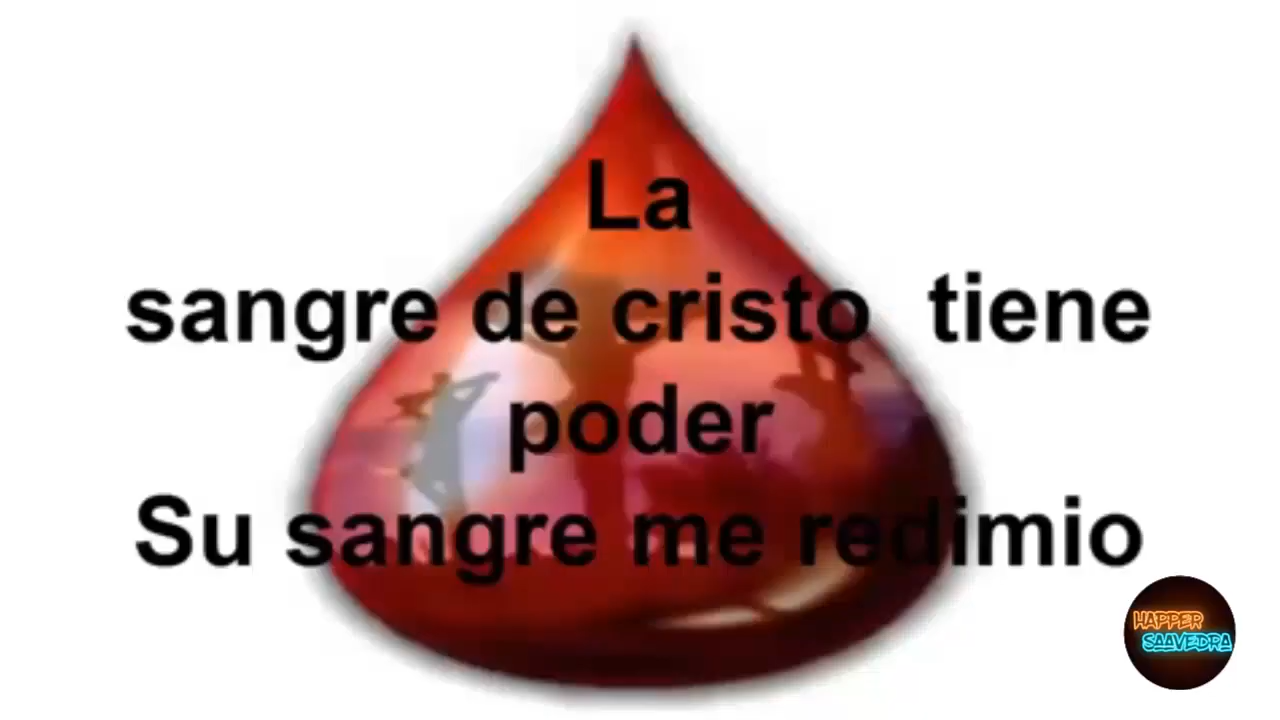 La
sangre de cristo  tiene
poder
Su sangre me redimio
HAPPER
SAAVEDRA